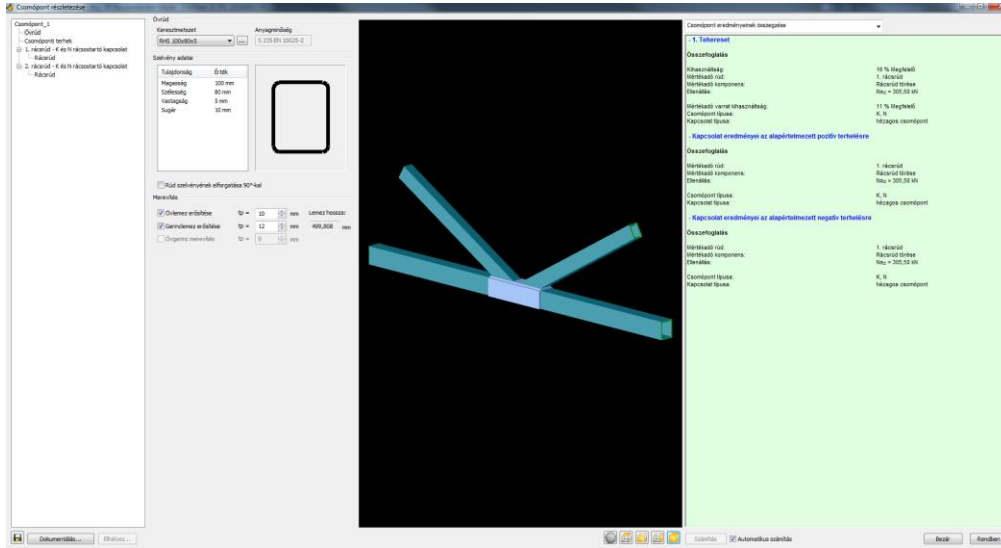 Csomópont részletezése
Csomópont_1
Övrúd
Csomóponti terhek
1. rácsrúd - K és N rácsostartó kapcsolat
Rácsrúd
2. rácsrúd - K és N rácsostartó kapcsolat
Rácsrúd
Övrúd
Keresztmetszet
Anyagminőség
RHS 100x80x5
...
S 235 EN 10025-2
Szelvény adatai
Tulajdonság Érték
Magasság 100 mm
Szélesség 80 mm
Vastagság 5 mm
Sugár 10 mm
Rúd szelvényének elforgatása 90°-kal
Merevítés
Övlemez erősítése tp = 10 mm Lemez hossza:
Gerinclemez erősítése tp = 12 mm 499,808 mm
Övgerinc merevítés tp = 0 mm
Csomópont eredményeinek összegzése
- 1. Tehereset
Összefoglalás
Kihasználtság: 16 % Megfelelő
Mértékadó rúd: 1. rácsrúd
Mértékadó komponens: Rácsrúd törése
Ellenállás: = 305,50 kN
Mértékadó varrat kihasználtság: 11 % Megfelelő
Csomópont típusa: K, N
Kapcsolat típusa: hézagos csomópont
- Kapcsolat eredményei az alapértelmezett pozitív terhelésre
Összefoglalás
Mértékadó rúd: 1. rácsrúd
Mértékadó komponens: Rácsrúd törése
Ellenállás: = 305,50 kN
Csomópont típusa: K, N
Kapcsolat típusa: hézagos csomópont
- Kapcsolat eredményei az alapértelmezett negatív terhelésre
Összefoglalás
Mértékadó rúd: 1. rácsrúd
Mértékadó komponens: Rácsrúd törése
Ellenállás: = 305,50 kN
Csomópont típusa: K, N
Kapcsolat típusa: hézagos csomópont
Dokumentálás...
Elhelyez...
Számítás
Automatikus számítás
Bezár
Rendben